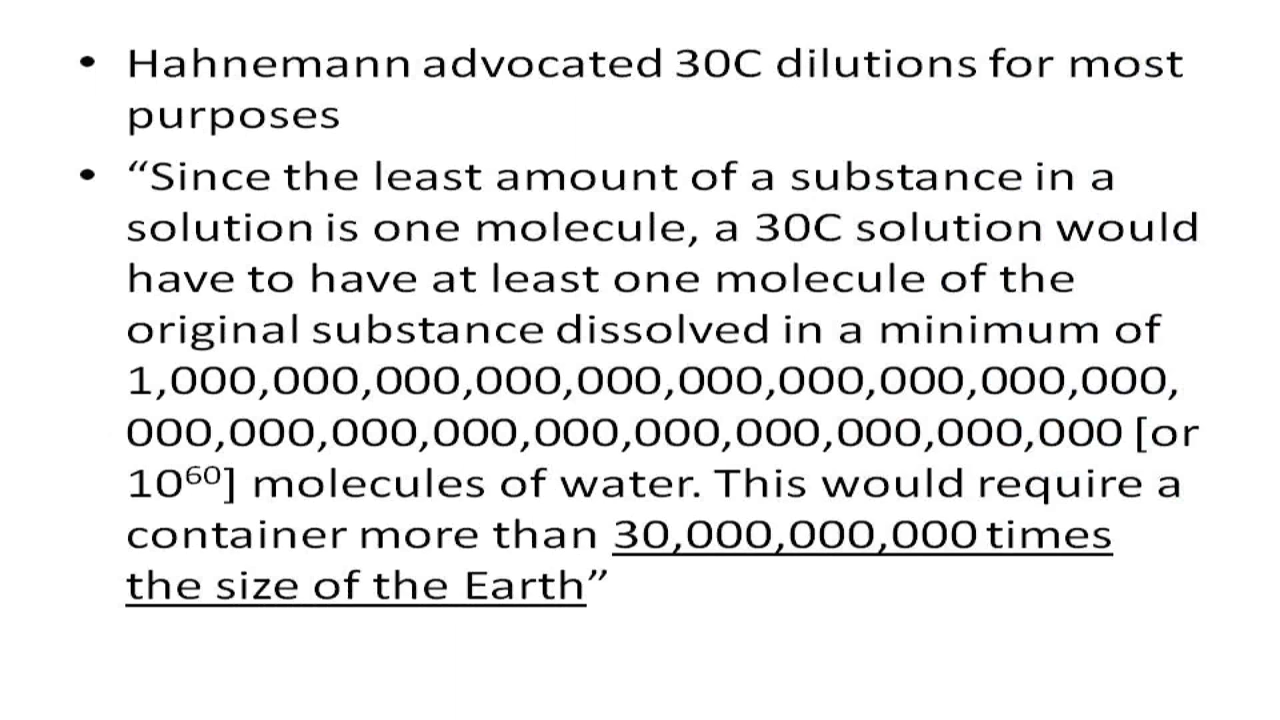 • Hahnemann advocated 30C dilutions for most
purposes
• “Since the least amount of a substance in a
solution is one molecule, a 30C solution would
have to have at least one molecule of the
original substance dissolved in a minimum of
1,000,000,000,000,000,000,000,000,000,000,
000,000,000,000,000,000,000,000,000,000 [or
10⁶⁰] molecules of water. This would require a
container more than 30,000,000,000 times
the size of the Earth”